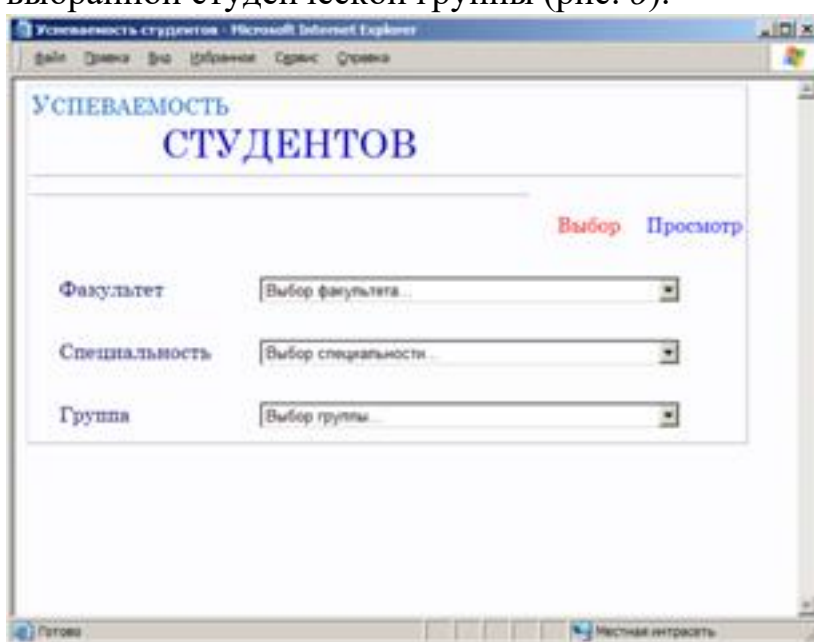 выбранной студенческой группы (рис. 6).
Успеваемость студентов - Microsoft Internet Explorer
Файл Правка Вид Избранное Сервис Справка
УСПЕВАЕМОСТЬ
СТУДЕНТОВ
Выбор Просмотр
Факультет Выбор факультета...
Специальность Выбор специальности...
Группа Выбор группы...
Готово Местная интрасеть